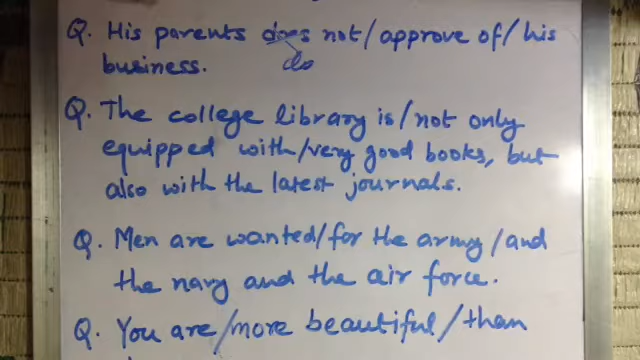 Q. His parents does not/approve of/his
do
business.
Q. The college library is/not only
equipped with/very good books, but
also with the latest journals.
Q. Men are wanted/for the army/and
the navy and the air force.
Q. You are/more beautiful/than